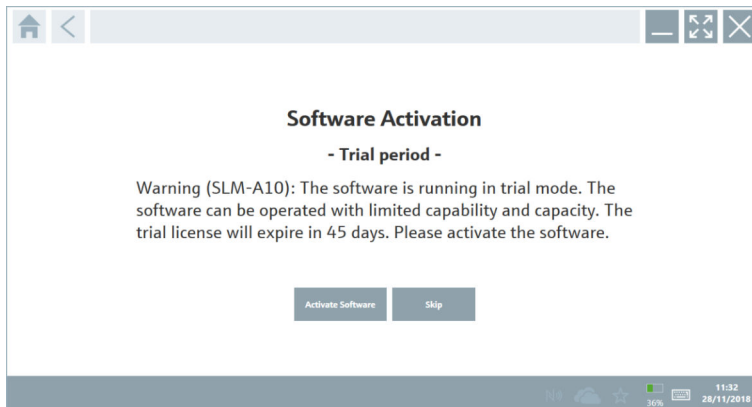 Software Activation
- Trial period -
Warning (SLM-A10): The software is running in trial mode. The
software can be operated with limited capability and capacity. The
trial license will expire in 45 days. Please activate the software.
Activate Software
Skip
36%
11:32
28/11/2018